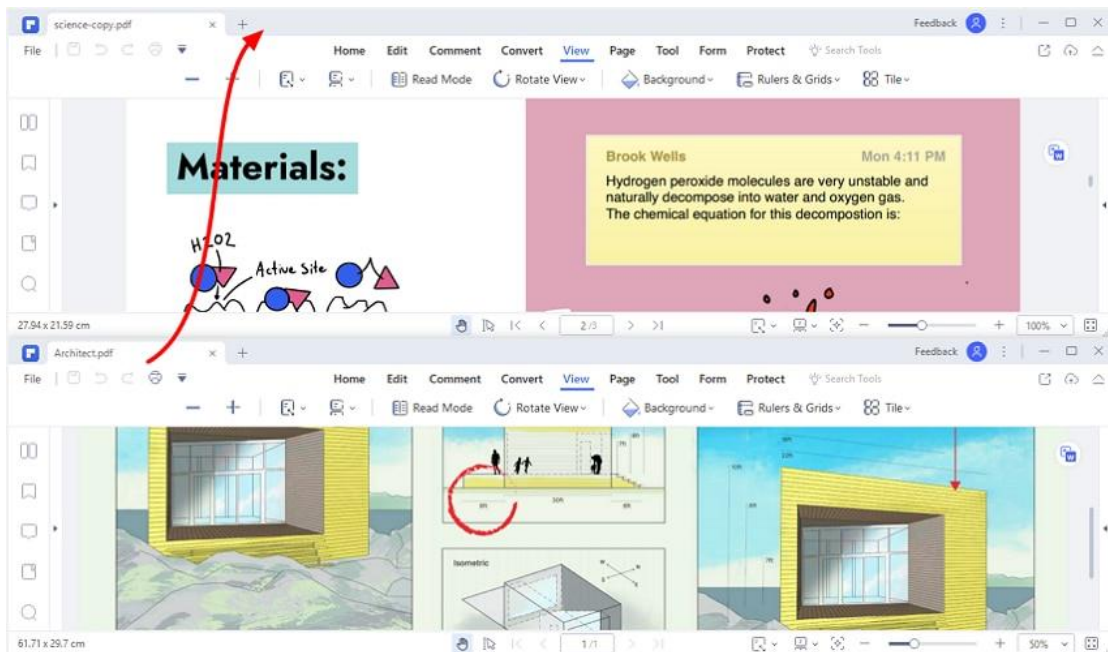 science-copy.pdf
Feedback
File Home Edit Comment Convert View Page Tool Form Protect Search Tools
Read Mode Rotate View Background Rulers & Grids Tile
Materials:
Brook Wells Mon 4:11 PM
Hydrogen peroxide molecules are very unstable and
naturally decompose into water and oxygen gas.
The chemical equation for this decompostion is:
H2O2
Active Site
27.94 x 21.59 cm 2/3 100%
Architect.pdf
Feedback
File Home Edit Comment Convert View Page Tool Form Protect Search Tools
Read Mode Rotate View Background Rulers & Grids Tile
Isometric
61.71 x 29.7 cm 1/1 50%